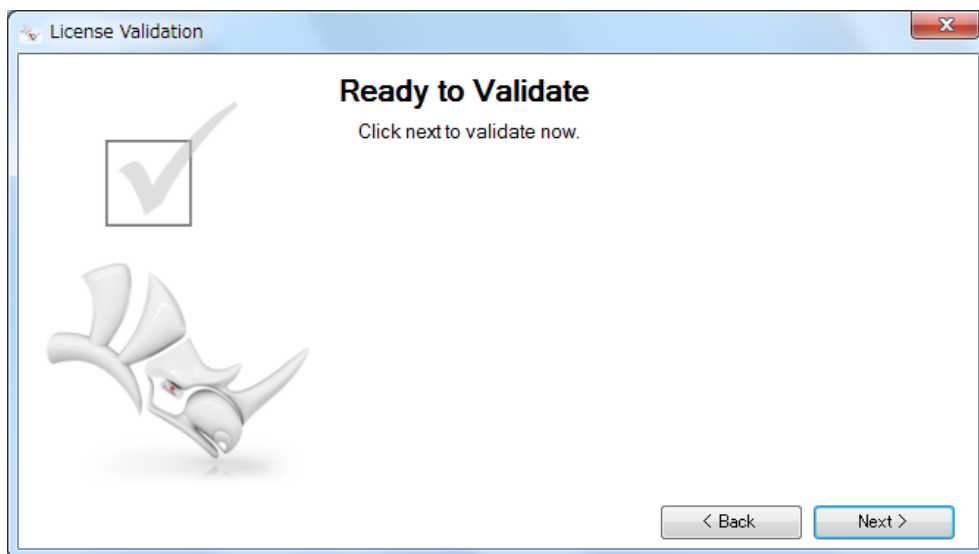 License Validation
Ready to Validate
Click next to validate now.
< Back
Next >